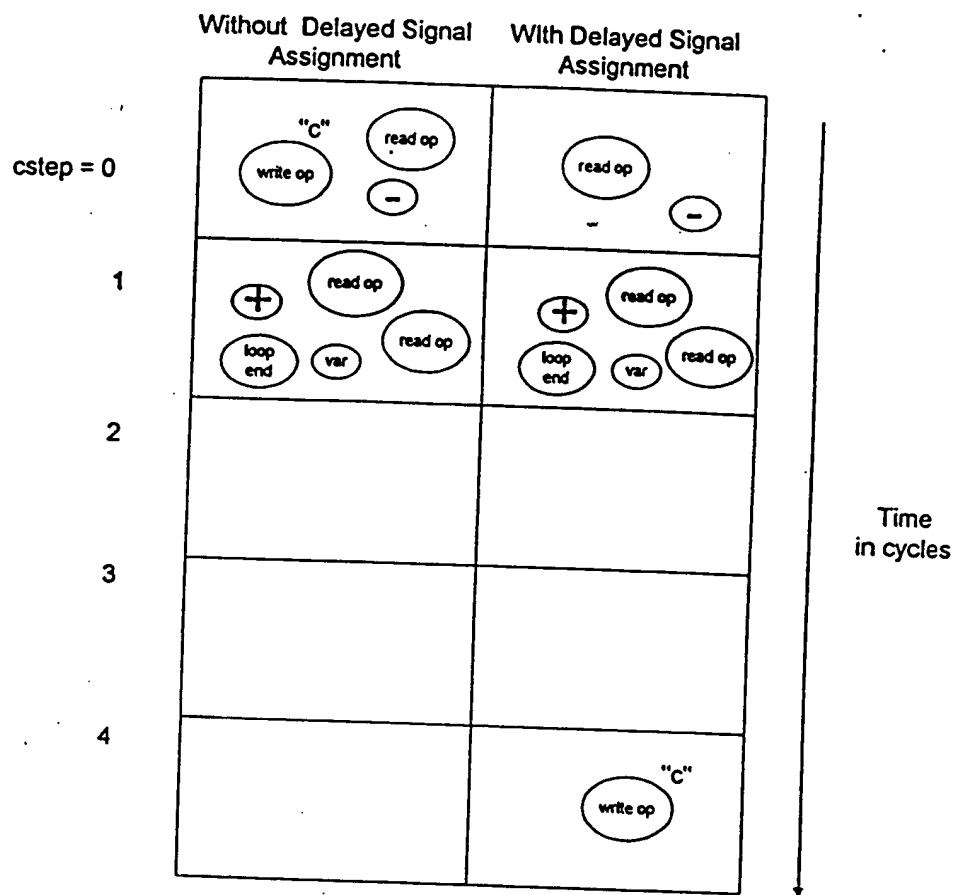 Without Delayed Signal
Assignment
WIth Delayed Signal
Assignment
cstep = 0
"C"
read op
write op
-
read op
-
1
read op
+
read op
loop
end
var
read op
+
read op
loop
end
var
2
3
4
"C"
write op
Time
in cycles